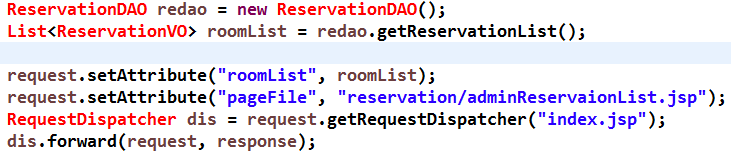 ReservationDAO redao = new ReservationDAO();
List<ReservationVO> roomList = redao.getReservationList();
request.setAttribute("roomList", roomList);
request.setAttribute("pageFile", "reservation/adminReservaionList.jsp");
RequestDispatcher dis = request.getRequestDispatcher("index.jsp");
dis.forward(request, response);